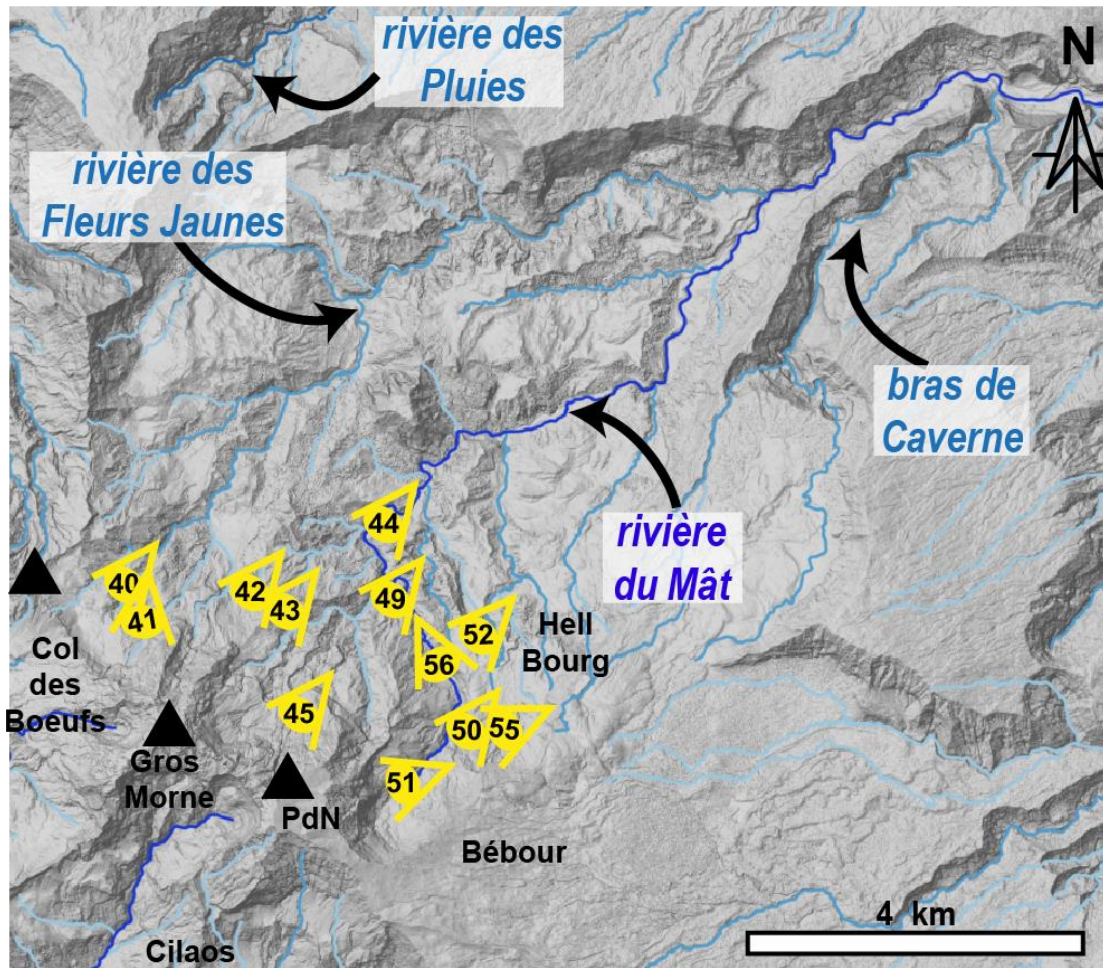 rivière des
Pluies
N
rivière des
Fleurs Jaunes
bras de
Caverne
44
rivière
du Mât
40
42
43
49
41
52
Hell
Bourg
56
Col
des
Boeufs
45
50
55
Gros
Morne
51
PdN
Bébour
4 km
Cilaos